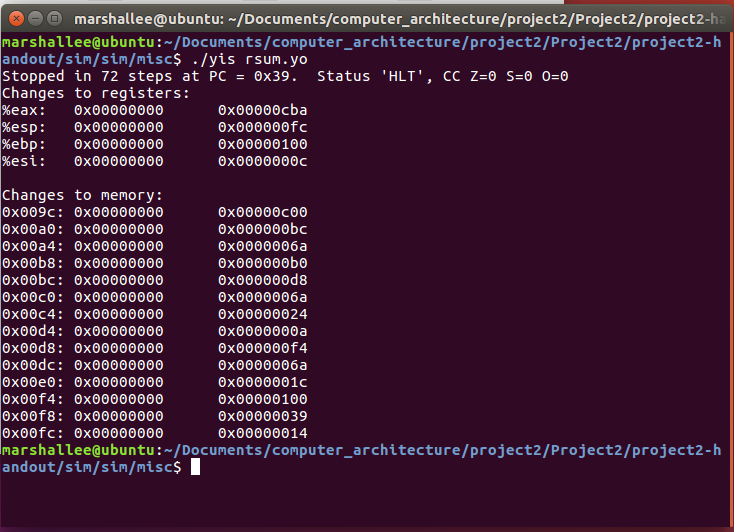 marshallee@ubuntu: ~/Documents/computer_architecture/project2/Project2/project2-ha
marshallee@ubuntu:~/Documents/computer_architecture/project2/Project2/project2-h
andout/sim/sim/misc$ ./yis rsum.yo
Stopped in 72 steps at PC = 0x39.  Status 'HLT', CC Z=0 S=0 O=0
Changes to registers:
%eax:   0x00000000      0x00000cba
%esp:   0x00000000      0x000000fc
%ebp:   0x00000000      0x00000100
%esi:   0x00000000      0x0000000c
Changes to memory:
0x009c: 0x00000000      0x00000c00
0x00a0: 0x00000000      0x000000bc
0x00a4: 0x00000000      0x0000006a
0x00b8: 0x00000000      0x000000b0
0x00bc: 0x00000000      0x000000d8
0x00c0: 0x00000000      0x0000006a
0x00c4: 0x00000000      0x00000024
0x00d4: 0x00000000      0x0000000a
0x00d8: 0x00000000      0x000000f4
0x00dc: 0x00000000      0x0000006a
0x00e0: 0x00000000      0x0000001c
0x00f4: 0x00000000      0x00000100
0x00f8: 0x00000000      0x00000039
0x00fc: 0x00000000      0x00000014
marshallee@ubuntu:~/Documents/computer_architecture/project2/Project2/project2-h
andout/sim/sim/misc$